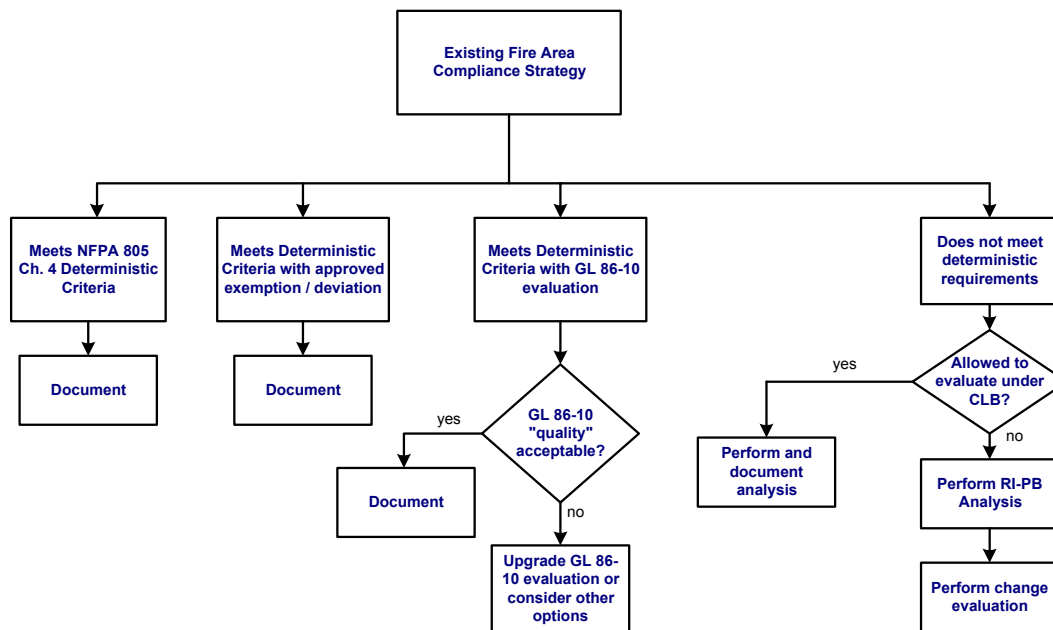 Existing Fire Area
Compliance Strategy
Meets NFPA 805
Ch. 4 Deterministic
Criteria
Meets Deterministic
Criteria with approved
exemption / deviation
Meets Deterministic
Criteria with GL 86-10
evaluation
Does not meet
deterministic
requirements
Document
Document
GL 86-10
"quality"
acceptable?
yes
Document
no
Upgrade GL 86-
10 evaluation or
consider other
options
Allowed to
evaluate under
CLB?
yes
Perform and
document
analysis
no
Perform RI-PB
Analysis
Perform change
evaluation